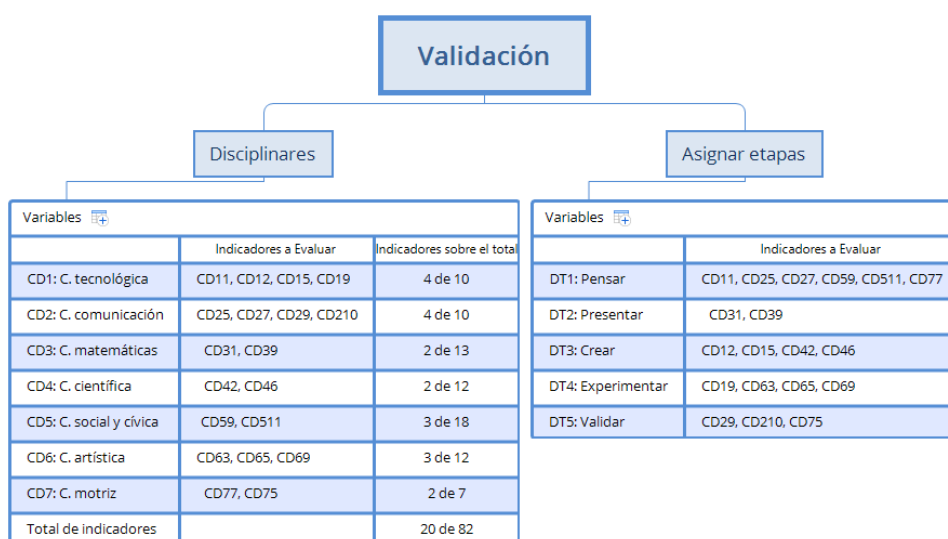 Validación
Disciplinares
Asignar etapas
Variables
Indicadores a Evaluar Indicadores sobre el total
CD1: C. tecnológica CD11, CD12, CD15, CD19 4 de 10
CD2: C. comunicación CD25, CD27, CD29, CD210 4 de 10
CD3: C. matemáticas CD31, CD39 2 de 13
CD4: C. científica CD42, CD46 2 de 12
CD5: C. social y cívica CD59, CD511 3 de 18
CD6: C. artística CD63, CD65, CD69 3 de 12
CD7: C. motriz CD77, CD75 2 de 7
Total de indicadores 20 de 82
Variables
Indicadores a Evaluar
DT1: Pensar CD11, CD25, CD27, CD59, CD511, CD77
DT2: Presentar CD31, CD39
DT3: Crear CD12, CD15, CD42, CD46
DT4: Experimentar CD19, CD63, CD65, CD69
DT5: Validar CD29, CD210, CD75